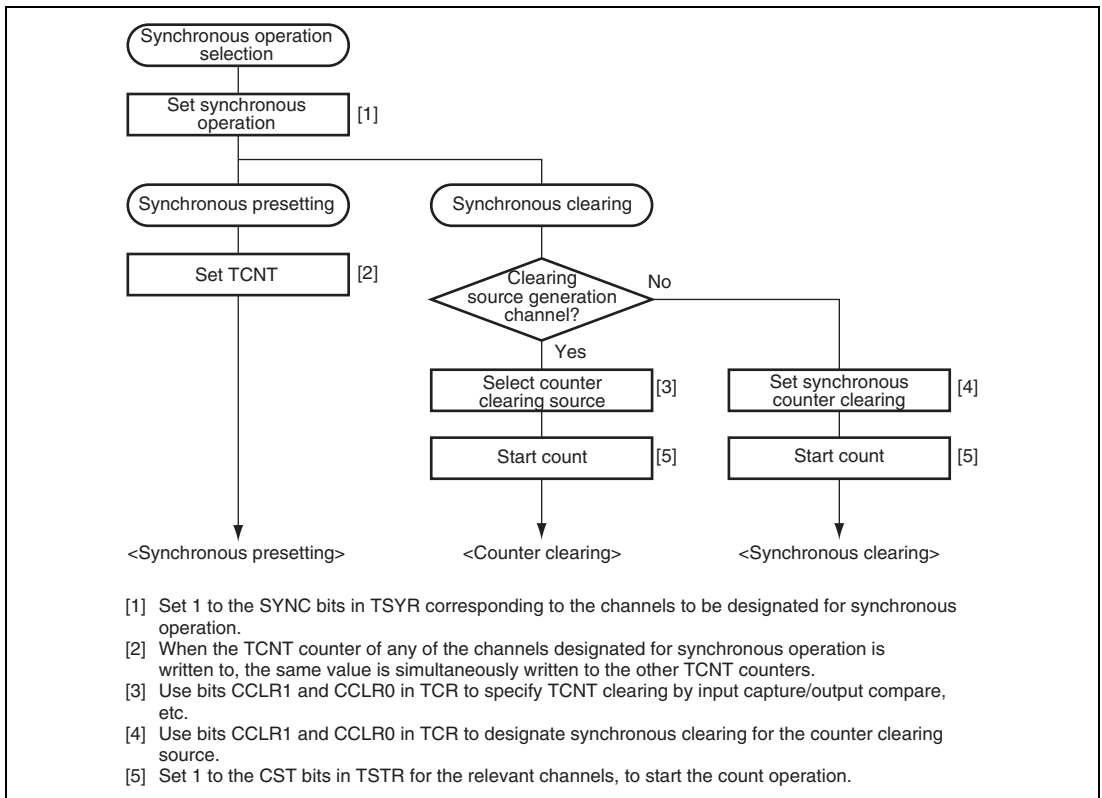 Synchronous operation
selection
Set synchronous
operation
[1]
Synchronous presetting
Synchronous clearing
Set TCNT
[2]
Clearing
source generation
channel?
No
Yes
Select counter
clearing source
[3]
Set synchronous
counter clearing
[4]
Start count
[5]
Start count
[5]
<Synchronous presetting>
<Counter clearing>
<Synchronous clearing>
[1] Set 1 to the SYNC bits in TSYR corresponding to the channels to be designated for synchronous
operation.
[2] When the TCNT counter of any of the channels designated for synchronous operation is
written to, the same value is simultaneously written to the other TCNT counters.
[3] Use bits CCLR1 and CCLR0 in TCR to specify TCNT clearing by input capture/output compare,
etc.
[4] Use bits CCLR1 and CCLR0 in TCR to designate synchronous clearing for the counter clearing
source.
[5] Set 1 to the CST bits in TSTR for the relevant channels, to start the count operation.